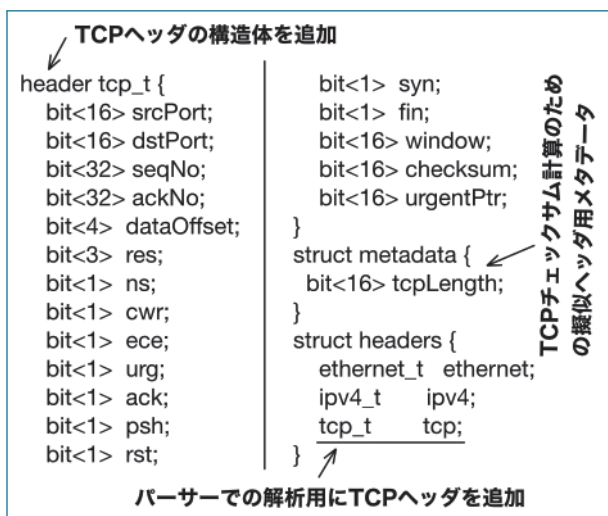 TCPヘッダの構造体を追加
header tcp_t {
bit<16> srcPort;
bit<16> dstPort;
bit<32> seqNo;
bit<32> ackNo;
bit<4> dataOffset;
bit<3> res;
bit<1> ns;
bit<1> cwr;
bit<1> ece;
bit<1> urg;
bit<1> ack;
bit<1> psh;
bit<1> rst;
bit<1> syn;
bit<1> fin;
bit<16> window;
bit<16> checksum;
bit<16> urgentPtr;
}
struct metadata {
bit<16> tcpLength;
}
struct headers {
ethernet_t ethernet;
ipv4_t ipv4;
tcp_t tcp;
}
TCPチェックサム計算のため
の擬似ヘッダ用メタデータ
パーサーでの解析用にTCPヘッダを追加